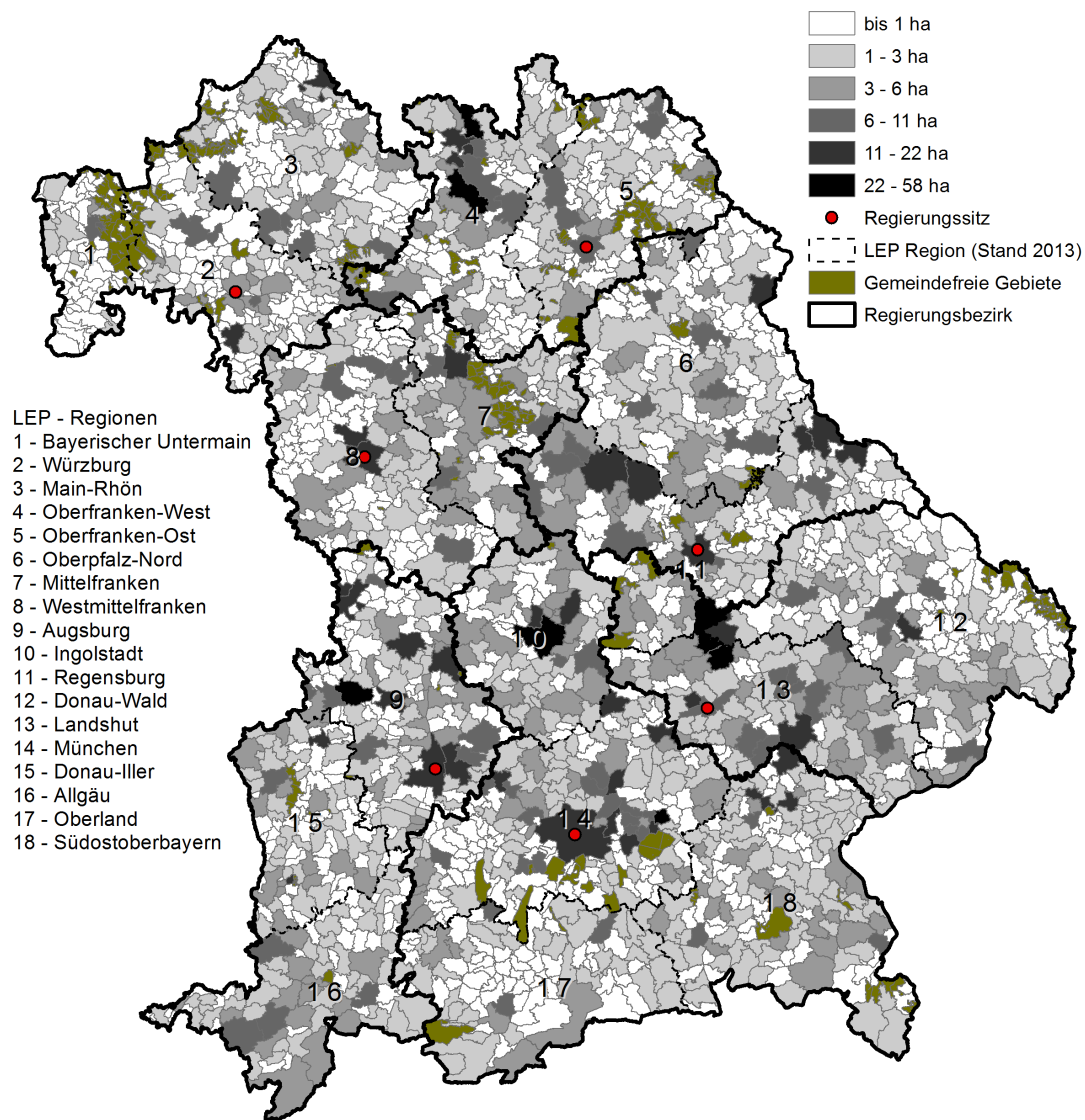 bis 1 ha
1 - 3 ha
3 - 6 ha
6 - 11 ha
11 - 22 ha
22 - 58 ha
Regierungssitz
LEP Region (Stand 2013)
Gemeindefreie Gebiete
Regierungsbezirk
3
5
4
1
2
6
7
8
LEP - Regionen
1 - Bayerischer Untermain
2 - Würzburg
3 - Main-Rhön
4 - Oberfranken-West
5 - Oberfranken-Ost
6 - Oberpfalz-Nord
7 - Mittelfranken
8 - Westmittelfranken
9 - Augsburg
10 - Ingolstadt
11 - Regensburg
12 - Donau-Wald
13 - Landshut
14 - München
15 - Donau-Iller
16 - Allgäu
17 - Oberland
18 - Südostoberbayern
11
12
10
13
9
14
15
18
16
17